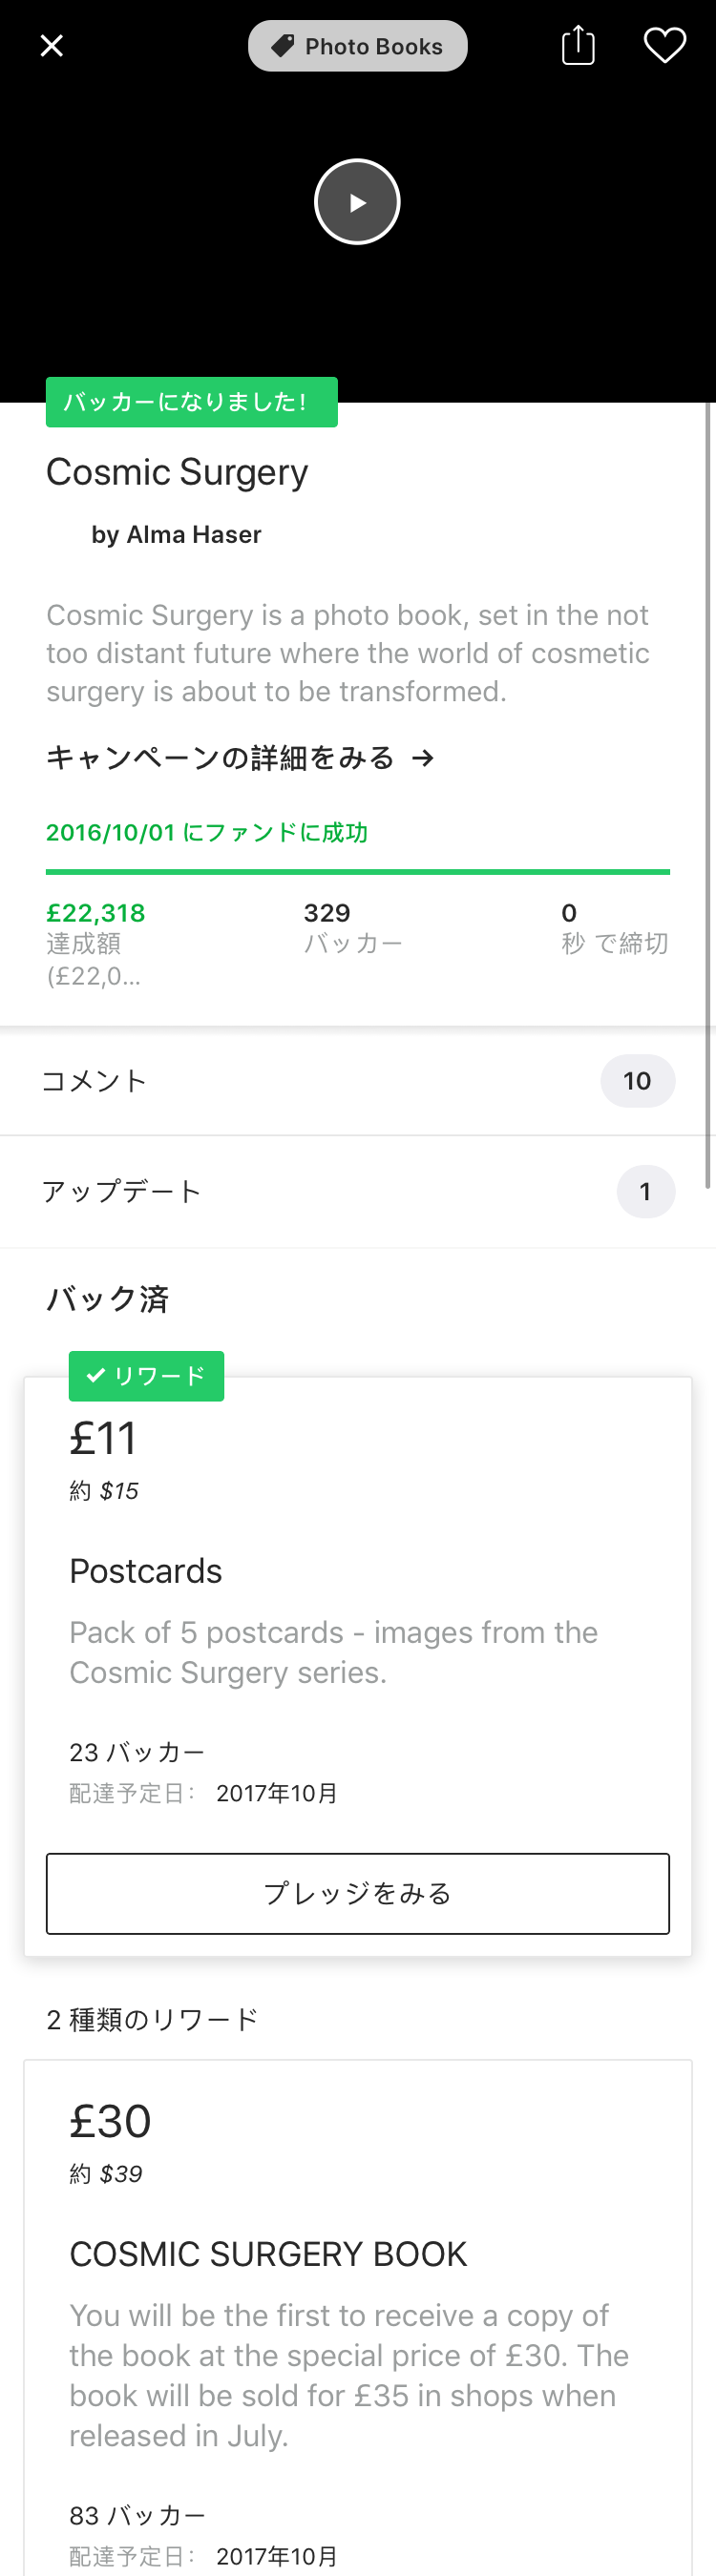 Photo Books
バッカーになりました!
Cosmic Surgery
by Alma Haser
Cosmic Surgery is a photo book, set in the not
too distant future where the world of cosmetic
surgery is about to be transformed.
キャンペーンの詳細をみる →
2016/10/01 にファンドに成功
£22,318
達成額
(£22,0...
329
バッカー
0
秒 で締切
コメント
10
アップデート
1
バック済
✓ リワード
£11
約 $15
Postcards
Pack of 5 postcards - images from the
Cosmic Surgery series.
23 バッカー
配達予定日: 2017年10月
プレッジをみる
2 種類のリワード
£30
約 $39
COSMIC SURGERY BOOK
You will be the first to receive a copy of
the book at the special price of £30. The
book will be sold for £35 in shops when
released in July.
83 バッカー
配達予定日: 2017年10月